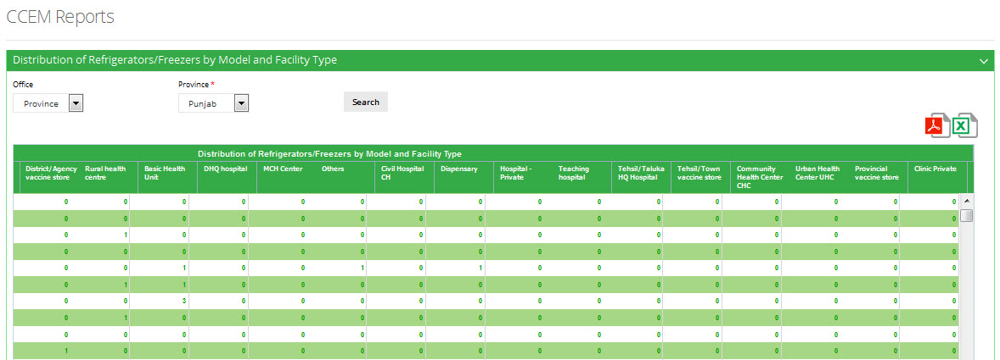 CCEM Reports
Distribution of Refrigerators/Freezers by Model and Facility Type
Office Province *
Province Punjab Search
Distribution of Refrigerators/Freezers by Model and Facility Type
District/Agency Rural health Basic Health DHQ hospital MCH Center Others Civil Hospital Dispensary Hospital - Teaching Tehsil/Taluka Tehsil/Town Community Urban Health Provincial Clinic Private
vaccine store centre Unit CH Private hospital HQ Hospital vaccine store Health Center Center UHC vaccine store
CHC
0 0 0 0 0 0 0 0 0 0 0 0 0 0 0 0
0 0 0 0 0 0 0 0 0 0 0 0 0 0 0 0
0 1 0 0 0 0 0 0 0 0 0 0 0 0 0 0
0 0 0 0 0 0 0 0 0 0 0 0 0 0 0 0
0 0 1 0 0 1 0 1 0 0 0 0 0 0 0 0
0 1 1 0 0 0 0 0 0 0 0 0 0 0 0 0
0 0 3 0 0 0 0 0 0 0 0 0 0 0 0 0
0 1 0 0 0 0 0 0 0 0 0 0 0 0 0 0
0 0 0 0 0 0 0 0 0 0 0 0 0 0 0 0
1 0 0 0 0 0 0 0 0 0 0 0 0 0 0 0